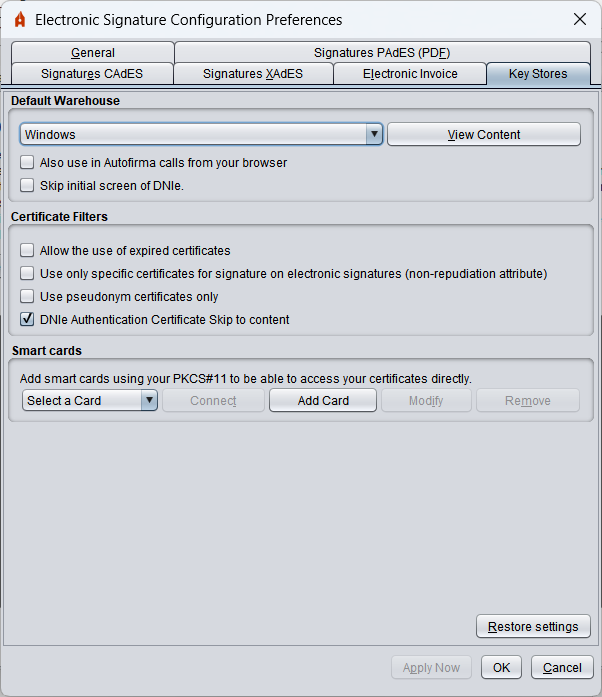 Electronic Signature Configuration Preferences
General
Signatures PAdES (PDF)
Signatures CAdES
Signatures XAdES
Electronic Invoice
Key Stores
Default Warehouse
Windows
View Content
Also use in Autofirma calls from your browser
Skip initial screen of DNIe.
Certificate Filters
Allow the use of expired certificates
Use only specific certificates for signature on electronic signatures (non-repudiation attribute)
Use pseudonym certificates only
DNIe Authentication Certificate Skip to content
Smart cards
Add smart cards using your PKCS#11 to be able to access your certificates directly.
Select a Card
Connect
Add Card
Modify
Remove
Restore settings
Apply Now
OK
Cancel